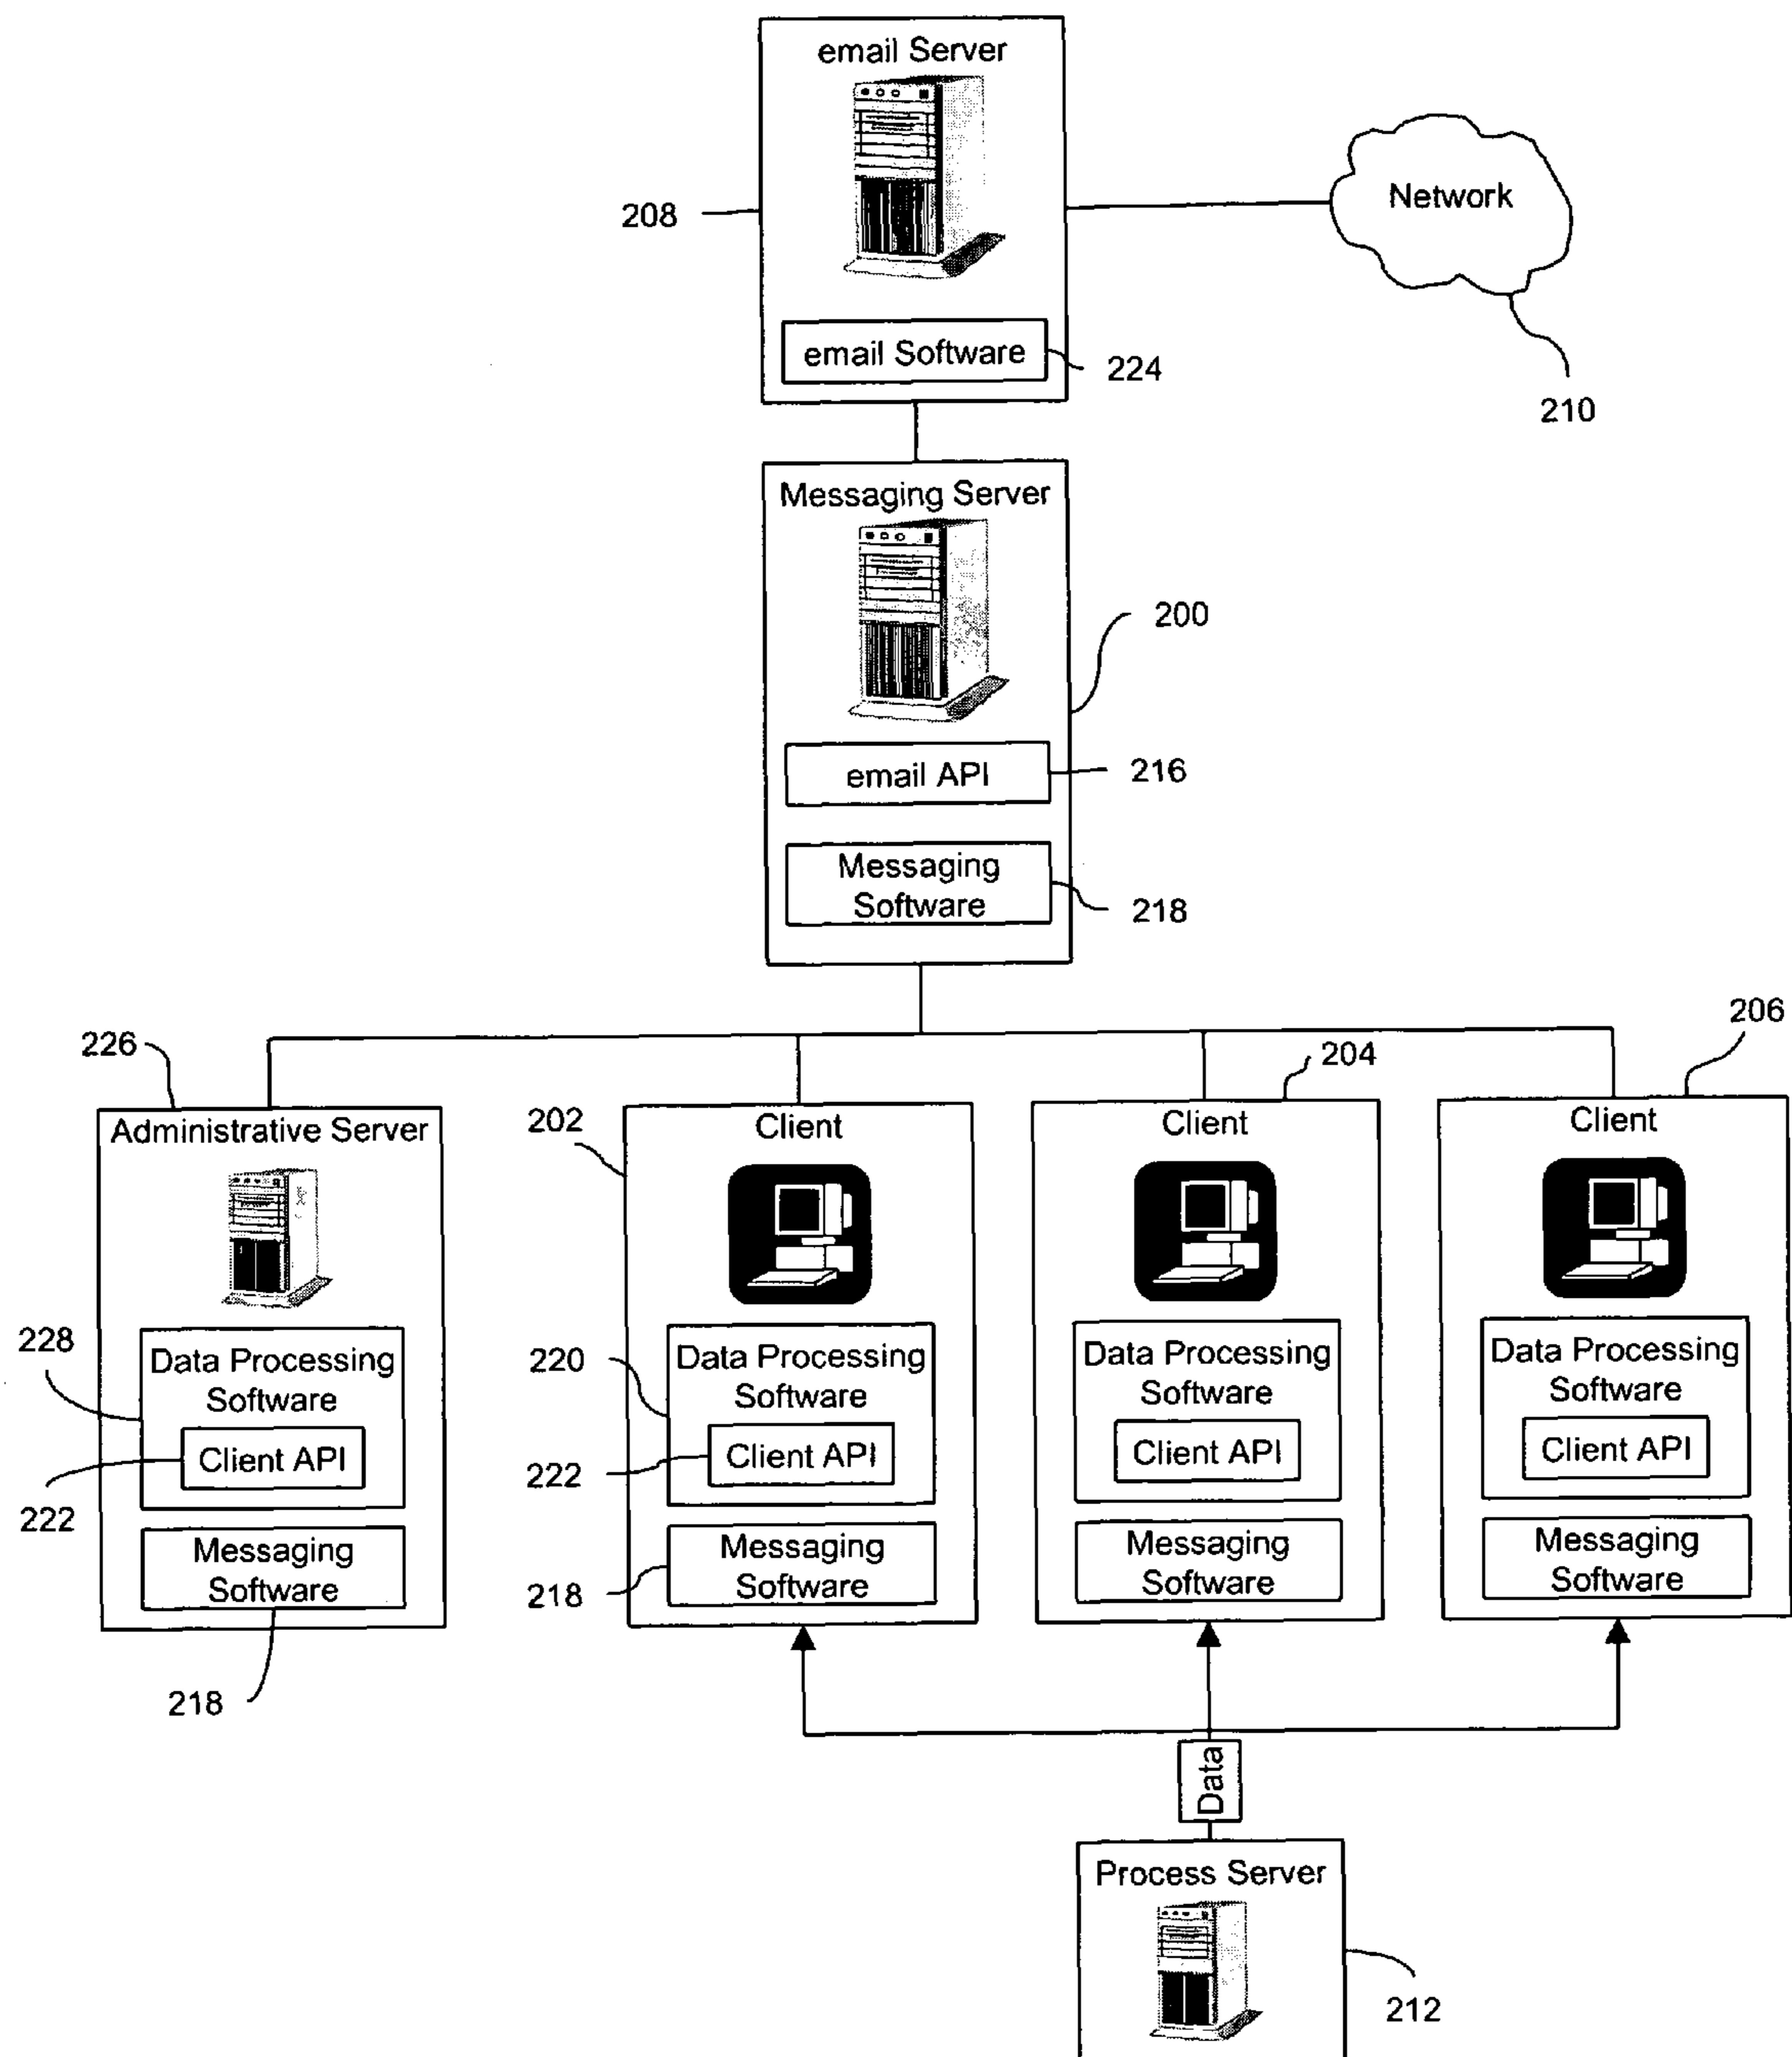 email Server
208
Network
email Software
224
210
Messaging Server
200
email API
216
Messaging
Software
218
206
226
204
Administrative Server
202
Client
Client
Client
228
Data Processing
Software
Client API
222
220
Data Processing
Software
Client API
222
Data Processing
Software
Client API
Data Processing
Software
Client API
Messaging
Software
218
Messaging
Software
218
Messaging
Software
Messaging
Software
Data
Process Server
212